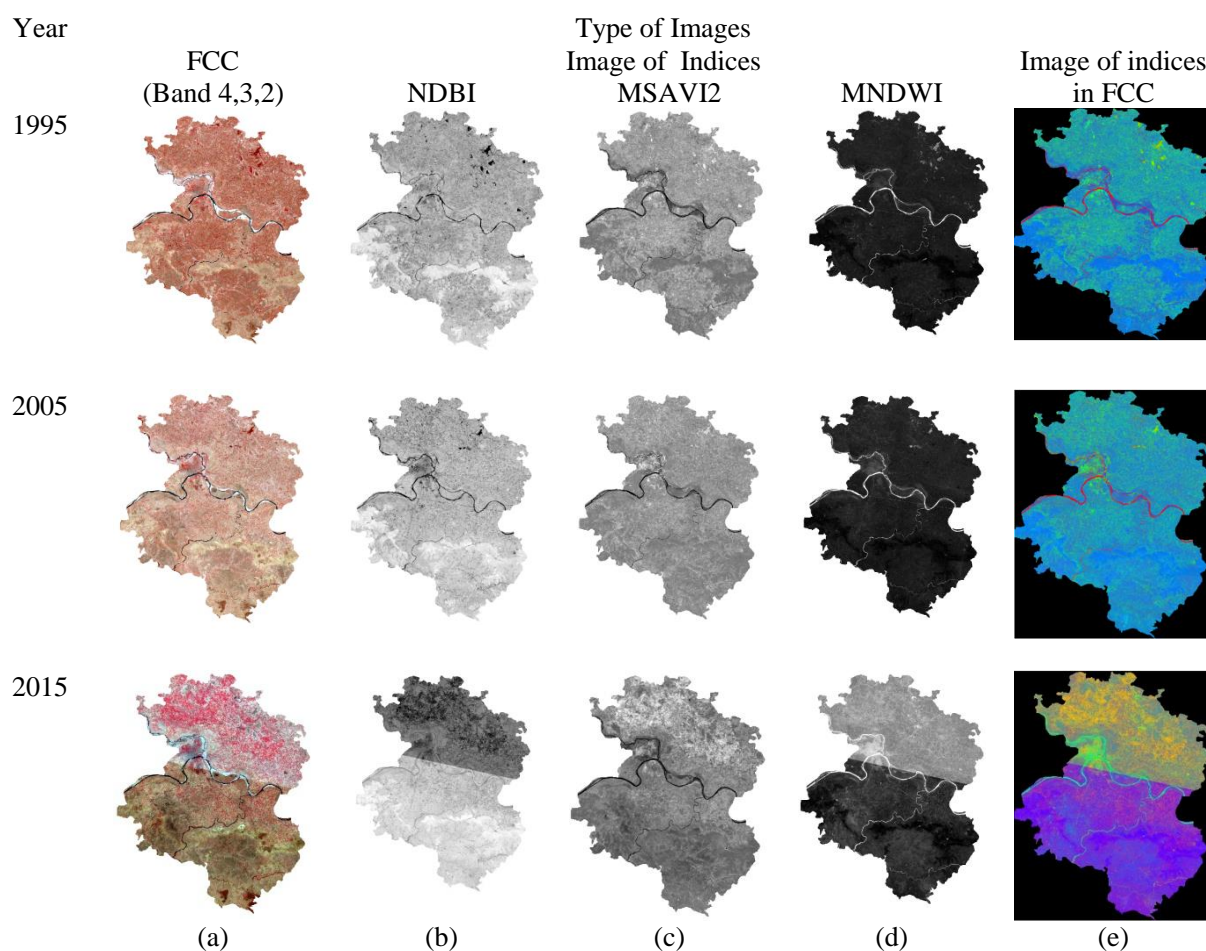 Year
Type of Images
FCC
Image of Indices
Image of indices
(Band 4,3,2)
NDBI
MSAVI2
MNDWI
in FCC
1995
2005
2015
(a)
(b)
(c)
(d)
(e)